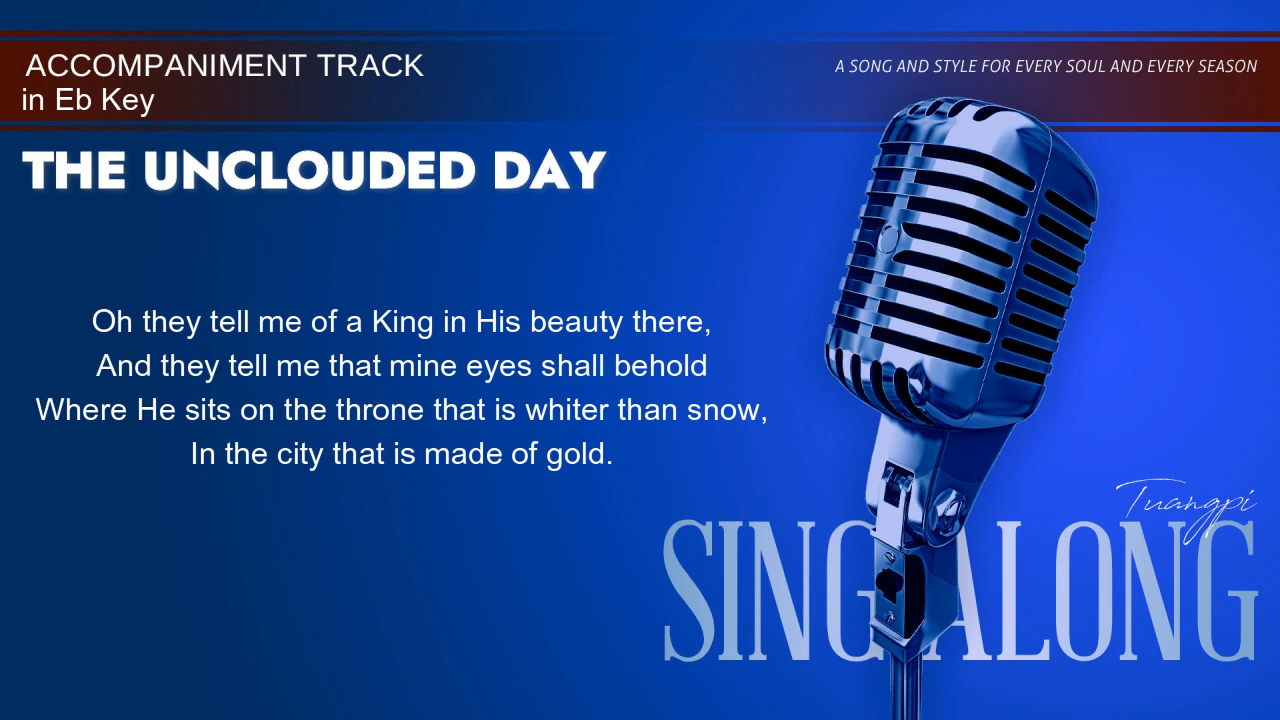 ACCOMPANIMENT TRACK
in Eb Key
A SONG AND STYLE FOR EVERY SOUL AND EVERY SEASON
THE UNCLOUDED DAY
Oh they tell me of a King in His beauty there,
And they tell me that mine eyes shall behold
Where He sits on the throne that is whiter than snow,
In the city that is made of gold.
Tuangpi
SING ALONG